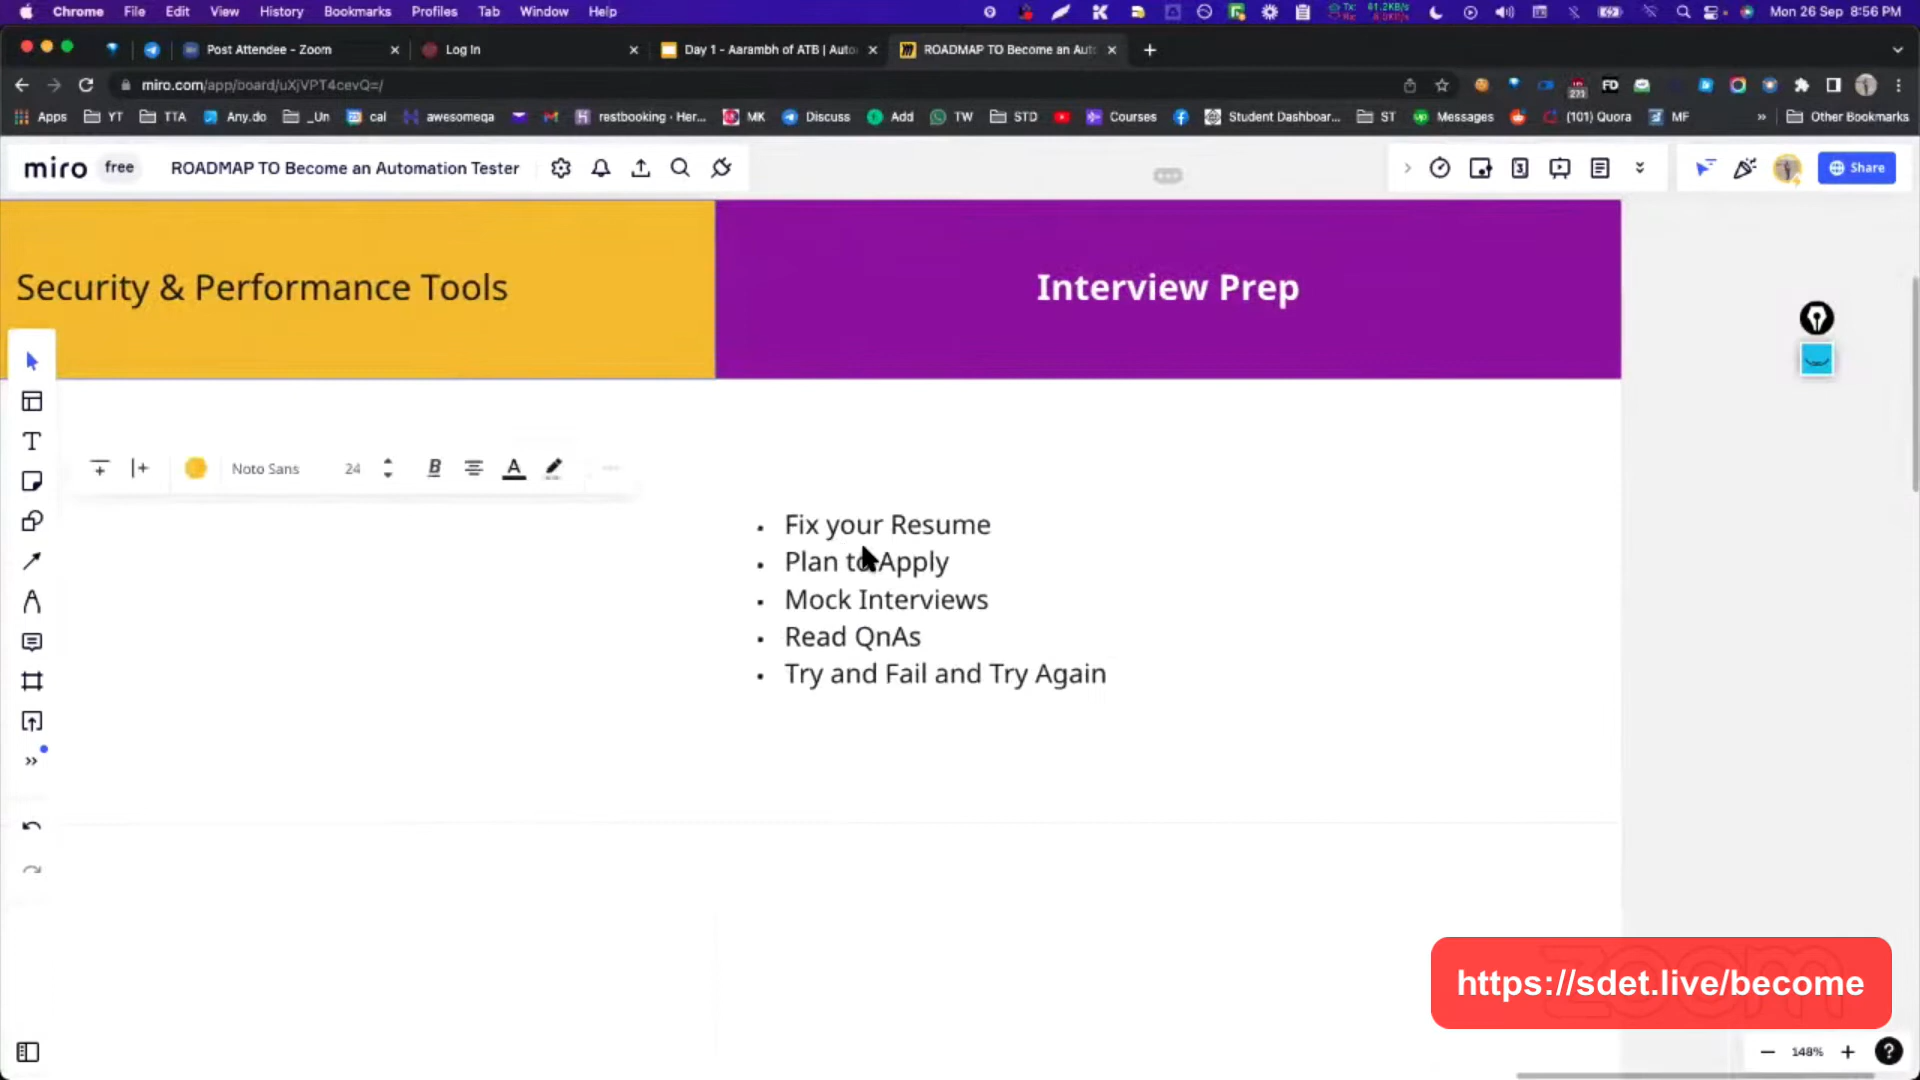 Chrome File Edit View History Bookmarks Profiles Tab Window Help Mon 26 Sep 8:56 PM
Post Attendee - Zoom Log In Day 1 - Aarambh of ATB | Auto ROADMAP TO Become an Aut
miro.com/app/board/uXjVPT4cevQ=/
Apps YT TTA Any.do _Un cal awesomeqa restbooking · Her... MK Discuss Add TW STD Courses Student Dashboar... ST Messages (101) Quora MF » Other Bookmarks
miro free ROADMAP TO Become an Automation Tester Share
Security & Performance Tools
Interview Prep
Noto Sans 24 B A
Fix your Resume
Plan to Apply
Mock Interviews
Read QnAs
Try and Fail and Try Again
https://sdet.live/become
zoom
148%